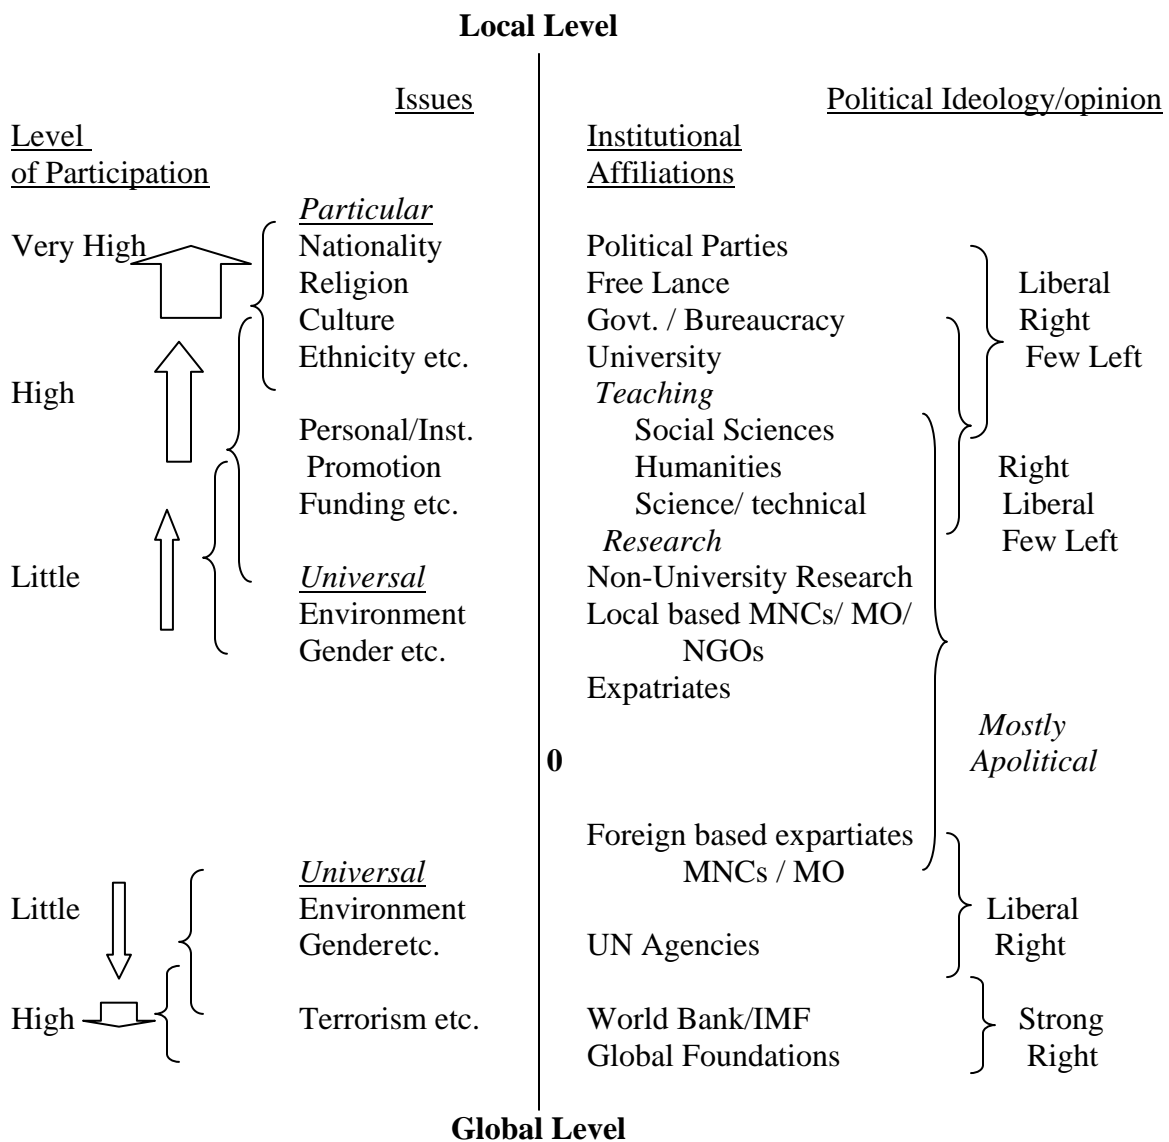 Local Level
Issues Political Ideology/opinion
Level Institutional
of Participation Affiliations
Particular
Very High Nationality Political Parties
Religion Free Lance Liberal
Culture Govt. / Bureaucracy Right
Ethnicity etc. University Few Left
High Teaching
Personal/Inst. Social Sciences
Promotion Humanities Right
Funding etc. Science/ technical Liberal
Research Few Left
Little Universal Non-University Research
Environment Local based MNCs/ MO/
Gender etc. NGOs
Expatriates
Mostly
0 Apolitical
Foreign based expartiates
Universal MNCs / MO
Little Environment Liberal
Genderetc. UN Agencies Right
High Terrorism etc. World Bank/IMF Strong
Global Foundations Right
Global Level